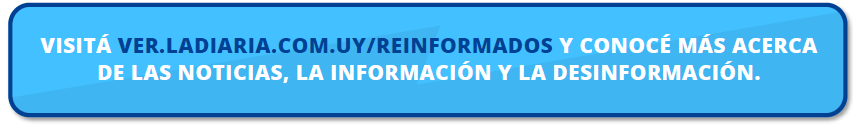 VISITÁ VER.LADIARIA.COM.UY/REINFORMADOS Y CONOCÉ MÁS ACERCA
DE LAS NOTICIAS, LA INFORMACIÓN Y LA DESINFORMACIÓN.